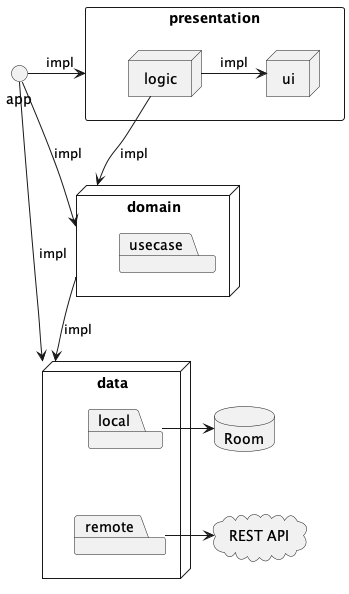 presentation
impl
logic
impl
ui
app
impl
impl
domain
usecase
impl
impl
data
local
Room
remote
REST API